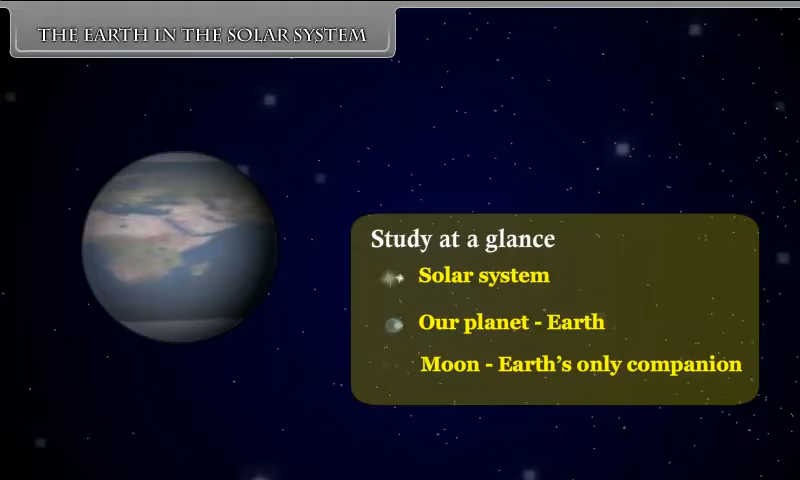 THE EARTH IN THE SOLAR SYSTEM
Study at a glance
Solar system
Our planet - Earth
Moon - Earth's only companion